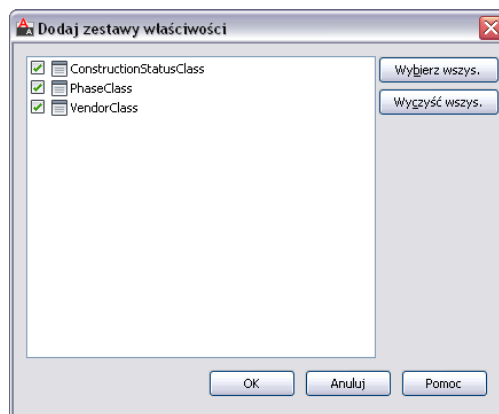 Dodaj zestawy właściwości
ConstructionStatusClass
PhaseClass
VendorClass
Wybierz wszys.
Wyczyść wszys.
OK
Anuluj
Pomoc